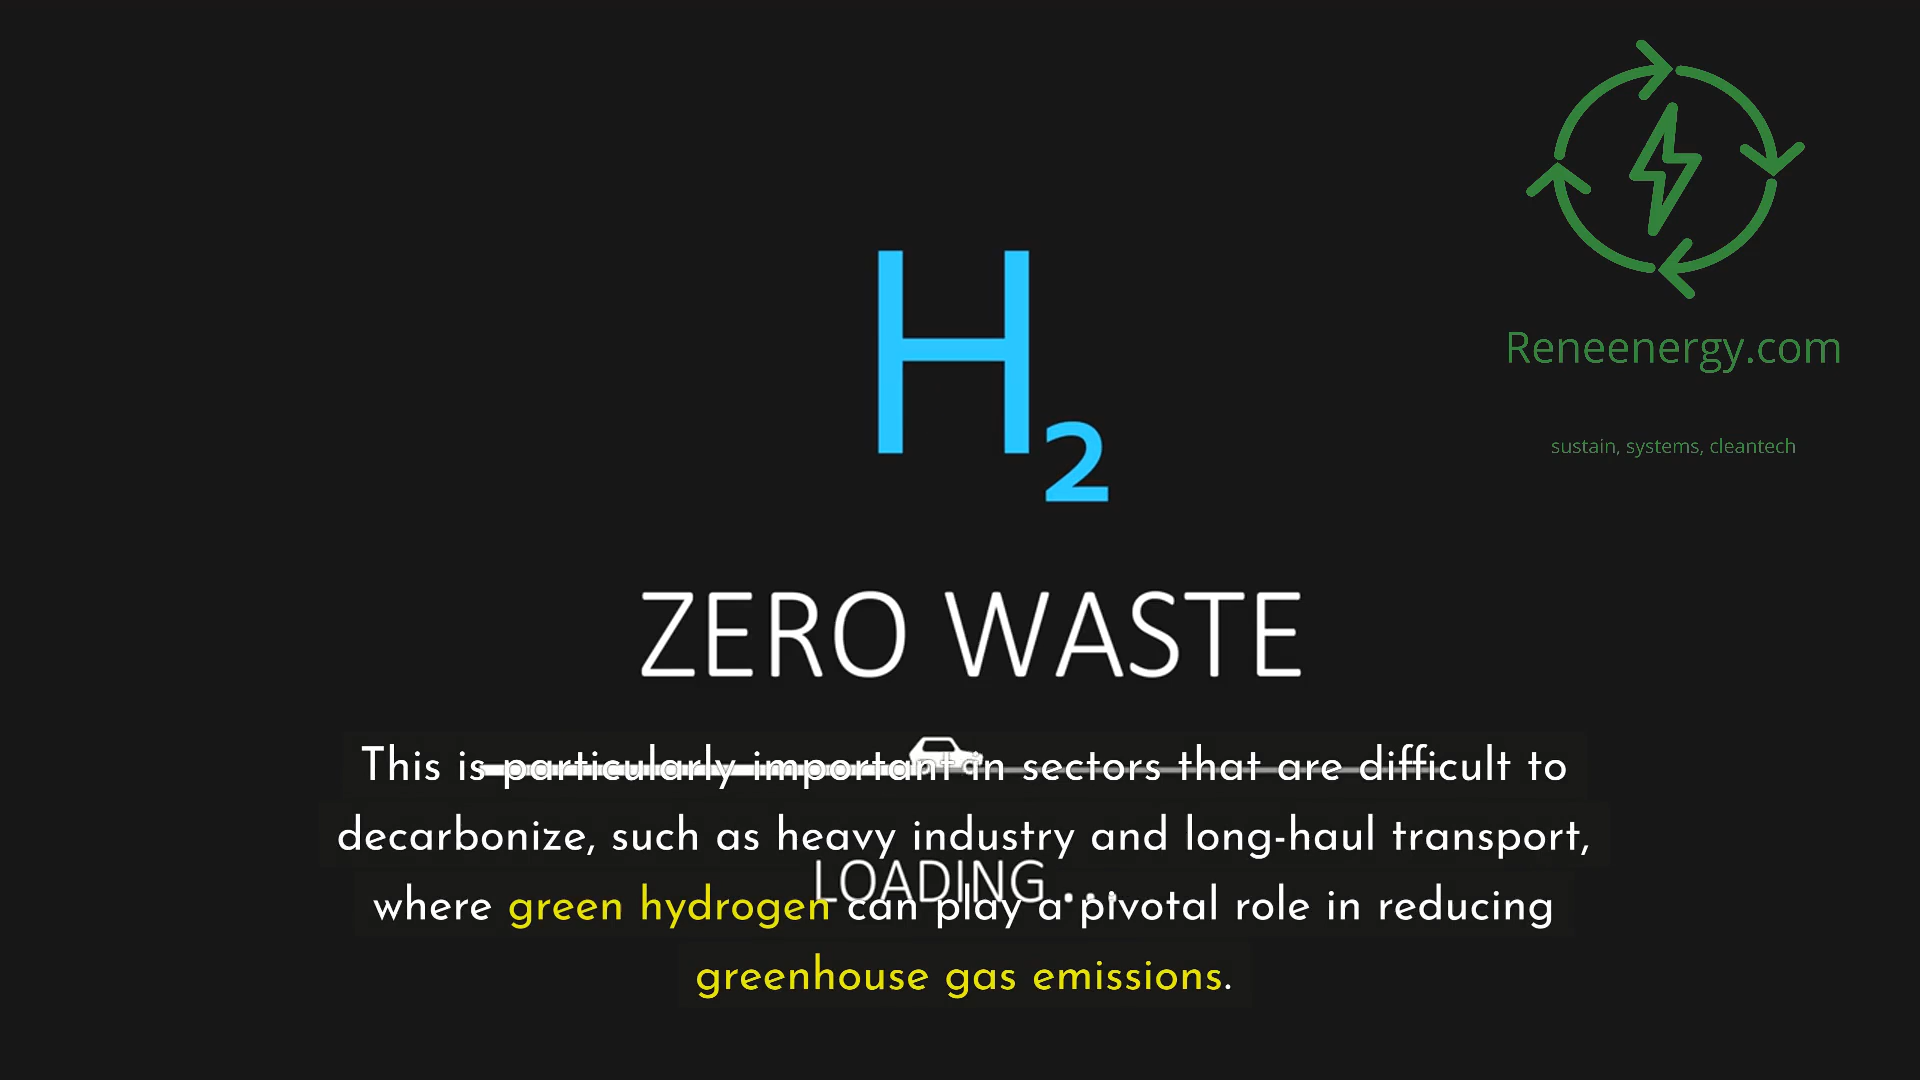 Reneenergy.com
sustain, systems, cleantech
H₂
ZERO WASTE
This is particularly important in sectors that are difficult to
decarbonize, such as heavy industry and long-haul transport,
LOADING ...
where green hydrogen can play a pivotal role in reducing
greenhouse gas emissions.